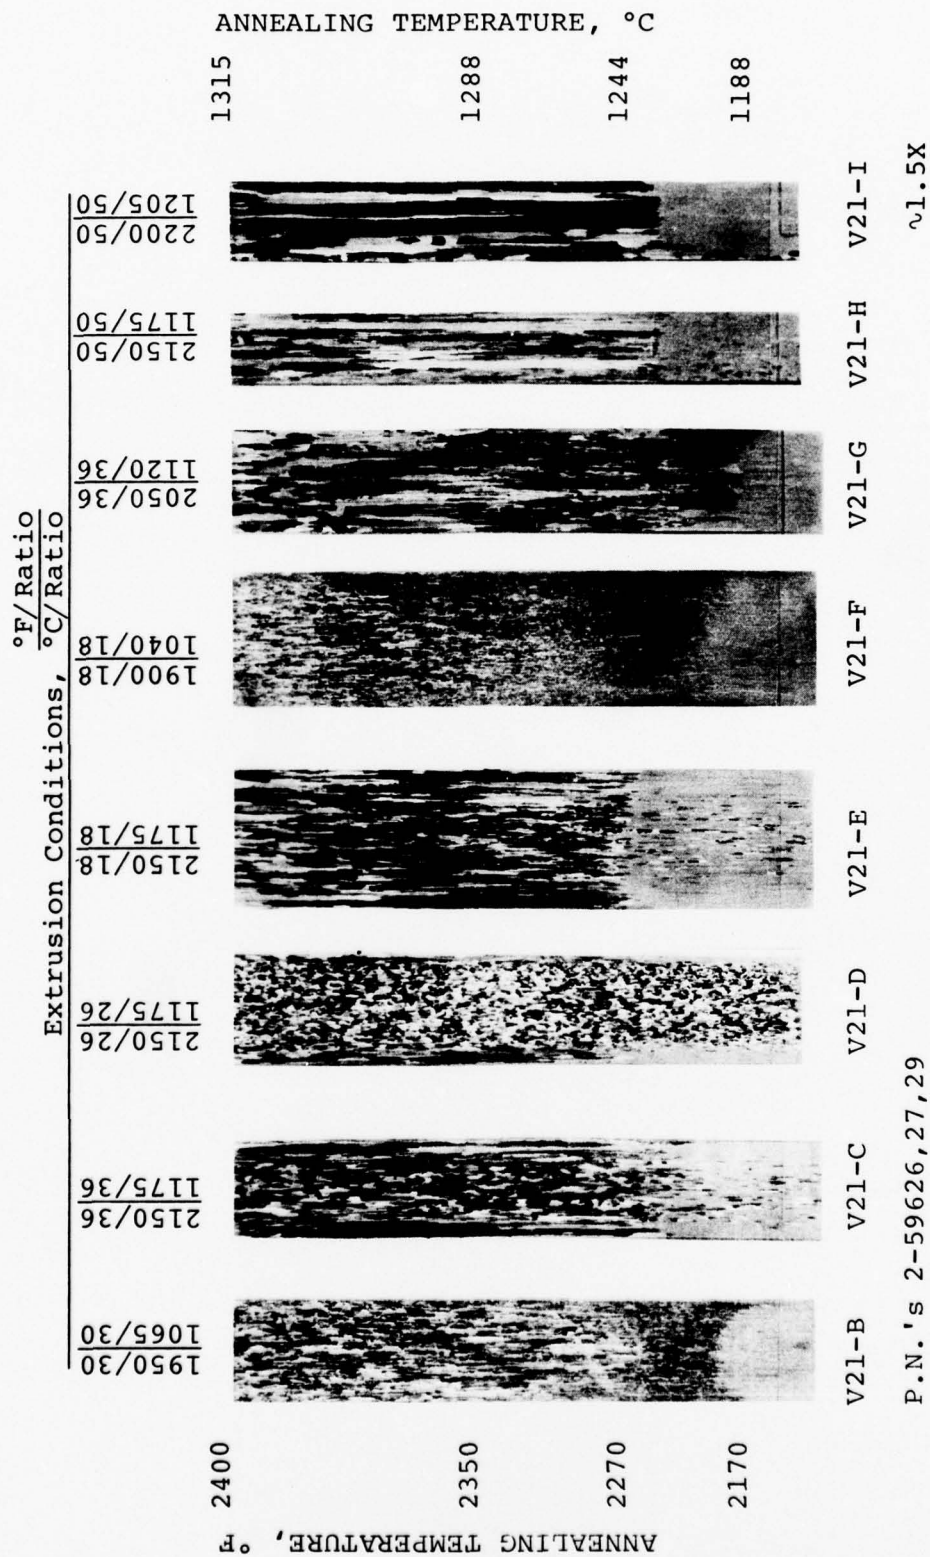 °F/Ratio
Extrusion Conditions, °C/Ratio
1950/30 2150/36 2150/26 2150/18 1900/18 2050/36 2150/50 2200/50
1065/30 1175/36 1175/26 1175/18 1040/18 1120/36 1175/50 1205/50
ANNEALING TEMPERATURE, °F
2400
2350
2270
2170
ANNEALING TEMPERATURE, °C
1315
1288
1244
1188
V21-B V21-C V21-D V21-E V21-F V21-G V21-H V21-I
P.N.'s 2-59626,27,29 ~1.5X